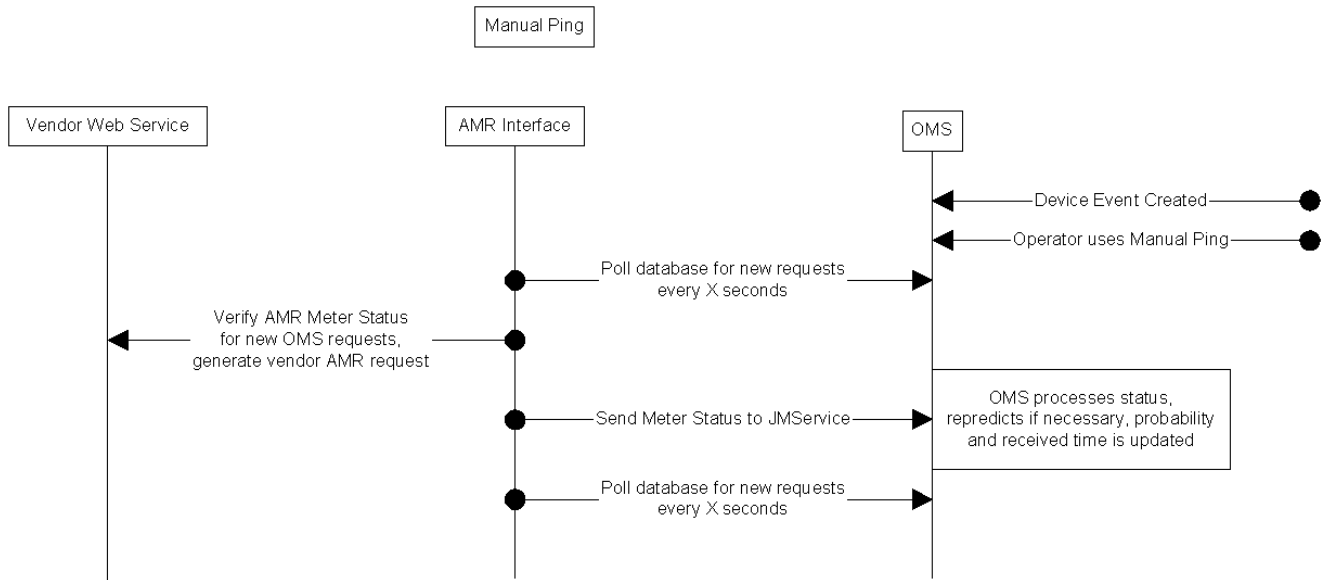 Manual Ping
Vendor Web Service
AMR Interface
OMS
Device Event Created
Operator uses Manual Ping
Poll database for new requests
every X seconds
Verify AMR Meter Status
for new OMS requests,
generate vendor AMR request
OMS processes status,
repredicts if necessary, probability
and received time is updated
Send Meter Status to JMService
Poll database for new requests
every X seconds